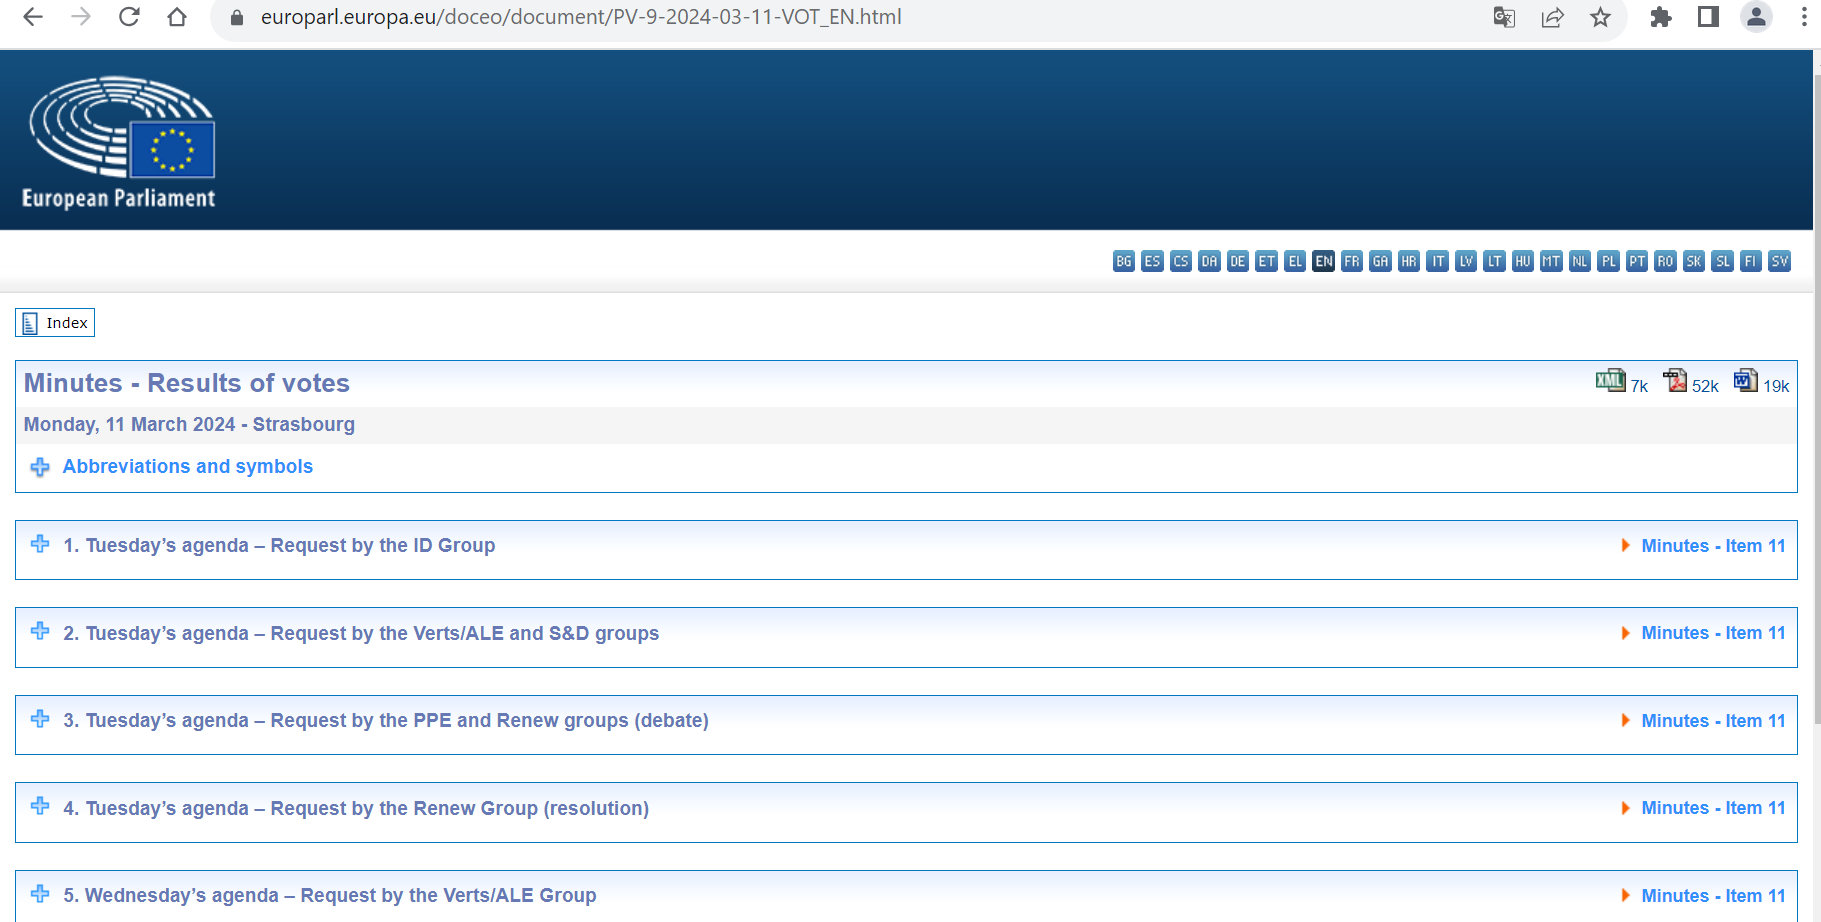 europarl.europa.eu/doceo/document/PV-9-2024-03-11-VOT_EN.html
European Parliament
BG ES CS DA DE ET EL EN FR GA HR IT LV LT HU MT NL PL PT RO SK SL FI SV
Index
Minutes - Results of votes XML 7k 52k W 19k
Monday, 11 March 2024 - Strasbourg
Abbreviations and symbols
1. Tuesday’s agenda – Request by the ID Group Minutes - Item 11
2. Tuesday’s agenda – Request by the Verts/ALE and S&D groups Minutes - Item 11
3. Tuesday’s agenda – Request by the PPE and Renew groups (debate) Minutes - Item 11
4. Tuesday’s agenda – Request by the Renew Group (resolution) Minutes - Item 11
5. Wednesday’s agenda – Request by the Verts/ALE Group Minutes - Item 11